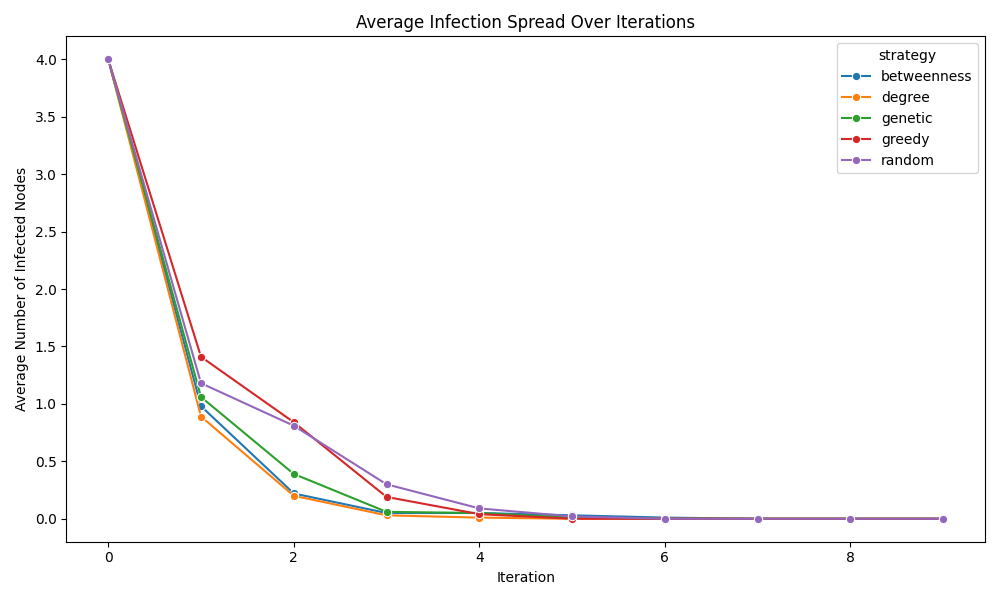 Average Infection Spread Over Iterations
strategy
betweenness
degree
genetic
greedy
random
Average Number of Infected Nodes
4.0
3.5
3.0
2.5
2.0
1.5
1.0
0.5
0.0
0
2
4
6
8
Iteration